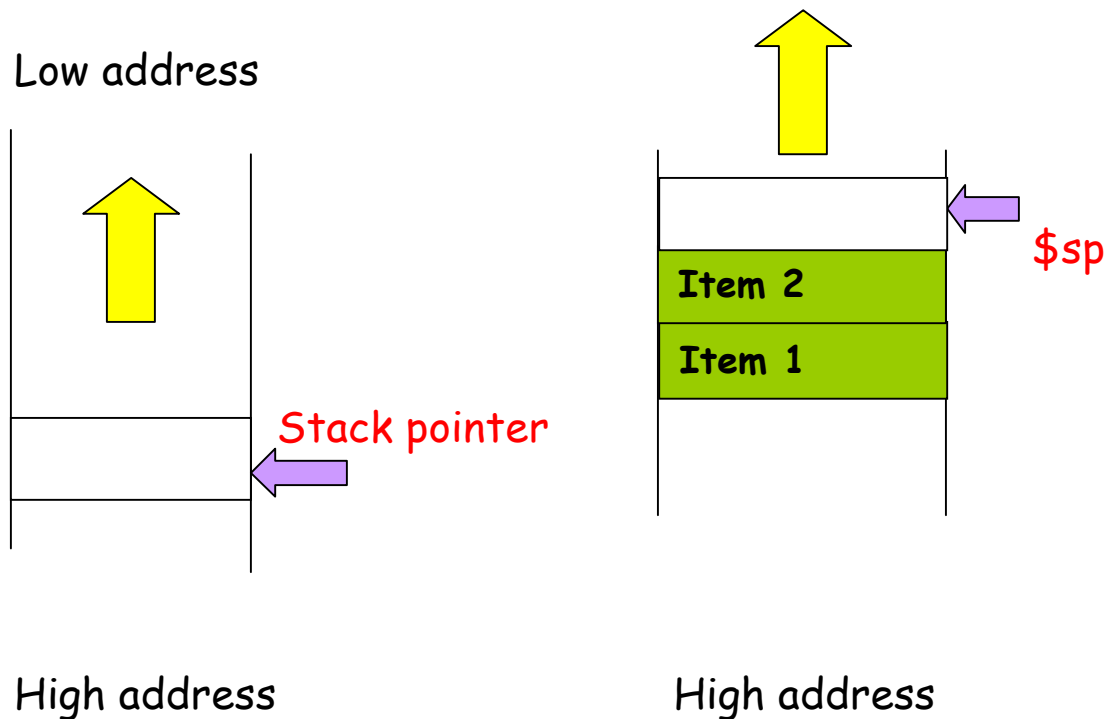 Low address
Stack pointer
High address
$sp
Item 2
Item 1
High address